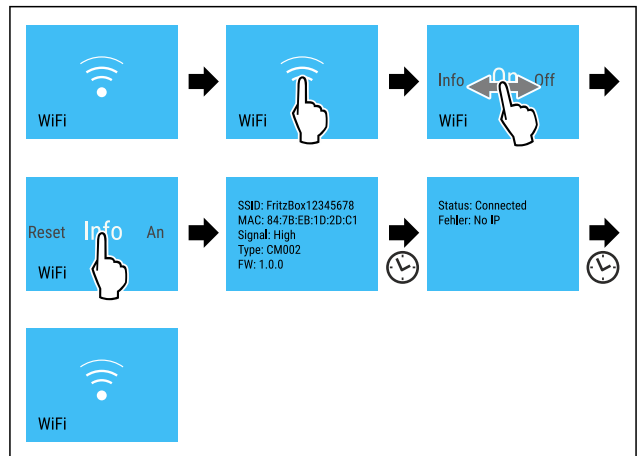 WiFi
WiFi
Info On Off
WiFi
Reset Info An
WiFi
SSID: FritzBox12345678
MAC: 84:7B:EB:1D:2D:C1
Signal: High
Type: CM002
FW: 1.0.0
Status: Connected
Fehler: No IP
WiFi